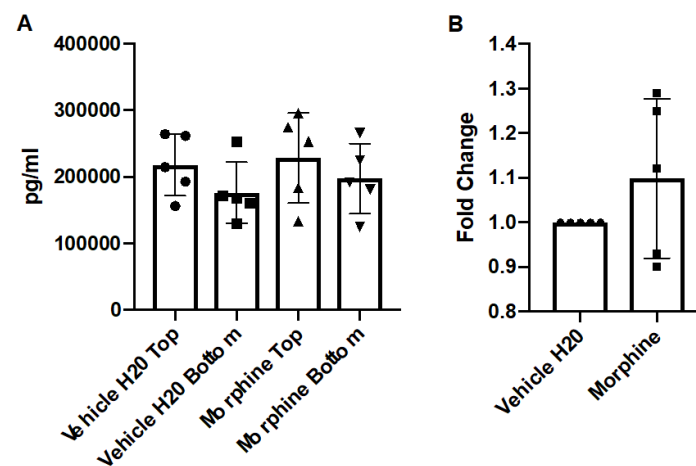 A
400000
300000
200000
100000
0
pg/ml
Vehicle H20 Top
Vehicle H20 Bottom
Morphine Top
Morphine Bottom
B
1.4
1.3
1.2
1.1
1.0
0.9
0.8
Fold Change
Vehicle H20
Morphine